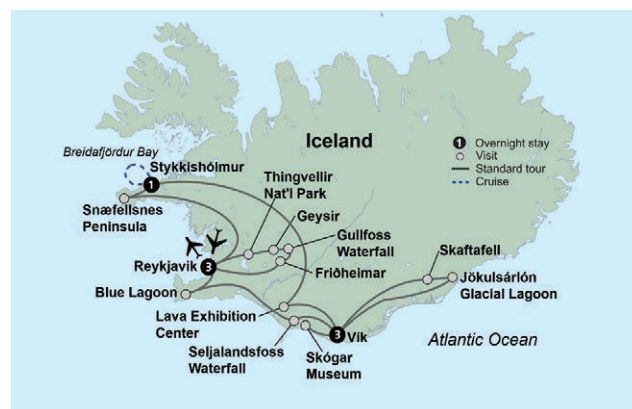 Iceland
Breidafjördur Bay
Stykkishólmur
1
Snæfellsnes
Peninsula
Thingvellir
Nat'l Park
Geysir
Gullfoss
Waterfall
Friðheimar
Reykjavik
3
Blue Lagoon
Lava Exhibition
Center
Seljalandsfoss
Waterfall
Skógar
Museum
3
Vík
Skaftafell
Jökulsárlón
Glacial Lagoon
Atlantic Ocean
1 Overnight stay
Visit
Standard tour
Cruise